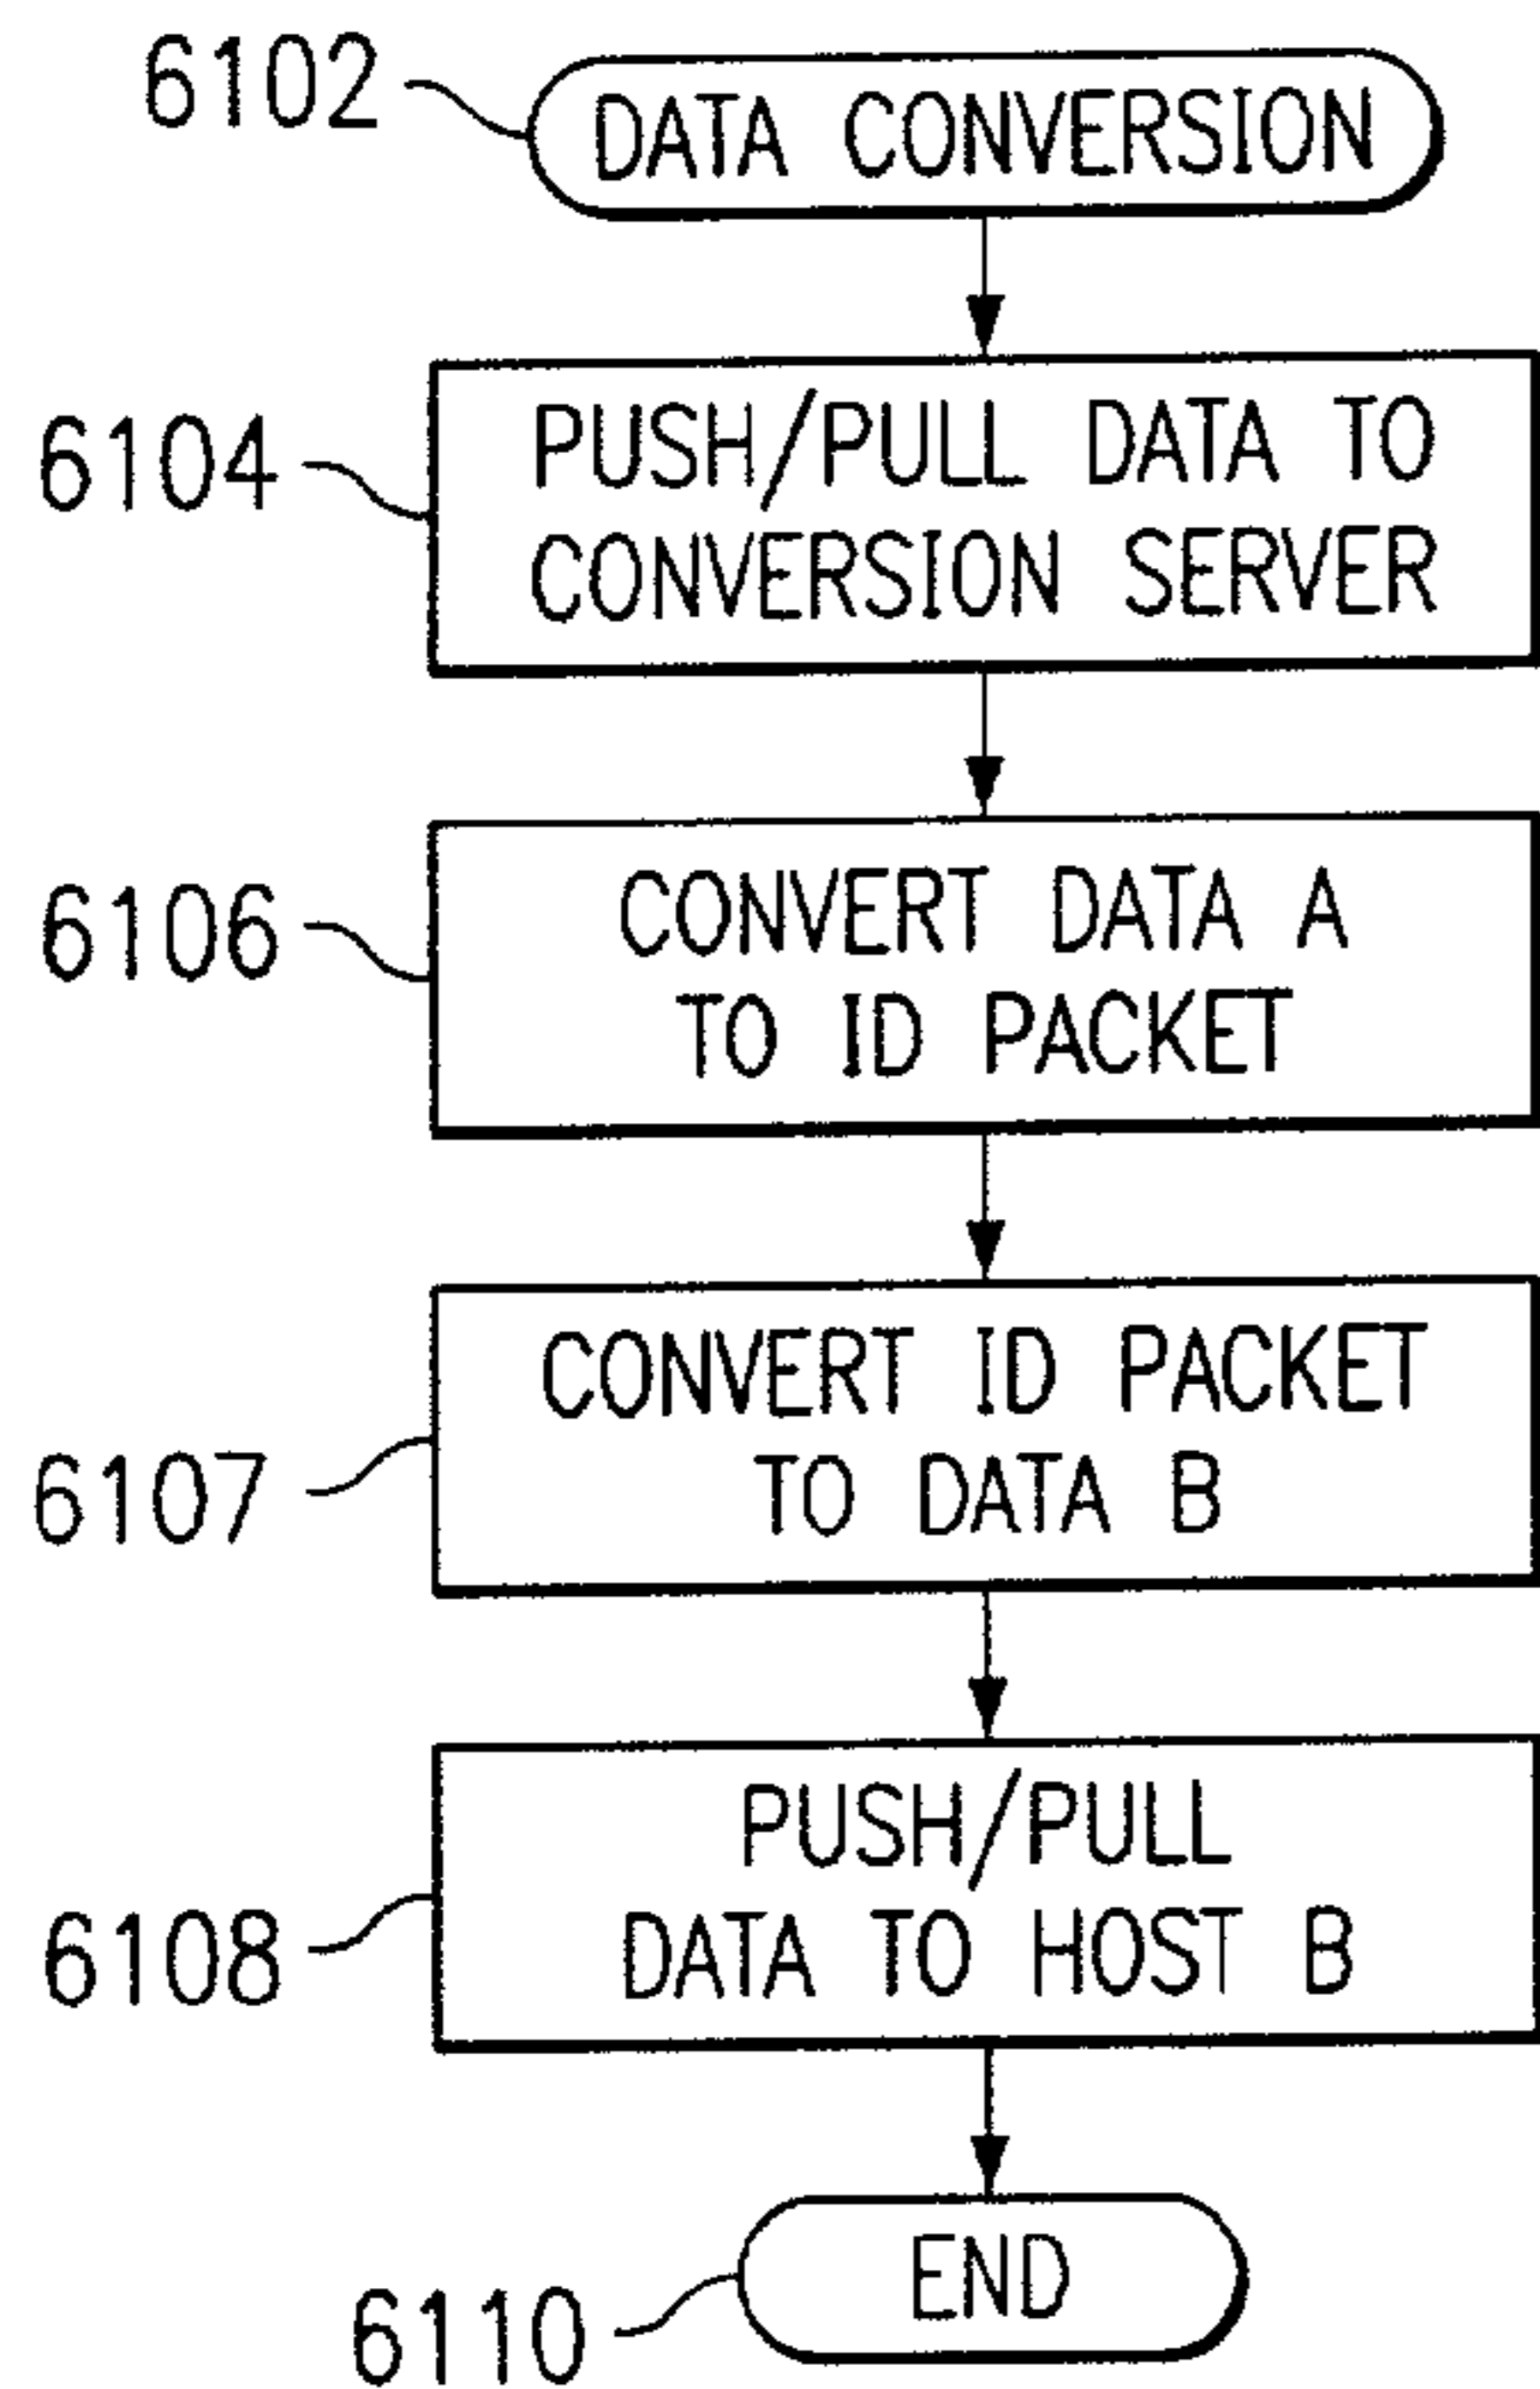 6102
DATA CONVERSION
6104
PUSH/PULL DATA TO
CONVERSION SERVER
6106
CONVERT DATA A
TO ID PACKET
6107
CONVERT ID PACKET
TO DATA B
6108
PUSH/PULL
DATA TO HOST B
6110
END